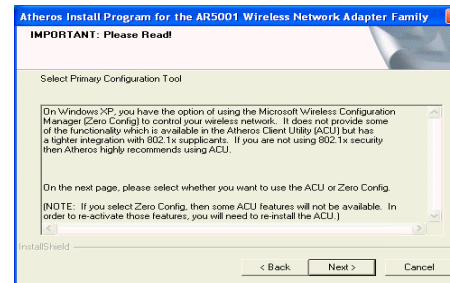 Atheros Install Program for the AR5001 Wireless Network Adapter Family
IMPORTANT: Please Read!
Select Primary Configuration Tool
On Windows XP, you have the option of using the Microsoft Wireless Configuration
Manager (Zero Config) to control your wireless network. It does not provide some
of the functionality which is available in the Atheros Client Utility (ACU) but has
a tighter integration with 802.1x supplicants. If you are not using 802.1x security
then Atheros highly recommends using ACU.
On the next page, please select whether you want to use the ACU or Zero Config.
(NOTE: If you select Zero Config, then some ACU features will not be available. In
order to re-activate those features, you will need to re-install the ACU.)
InstallShield
< Back
Next >
Cancel